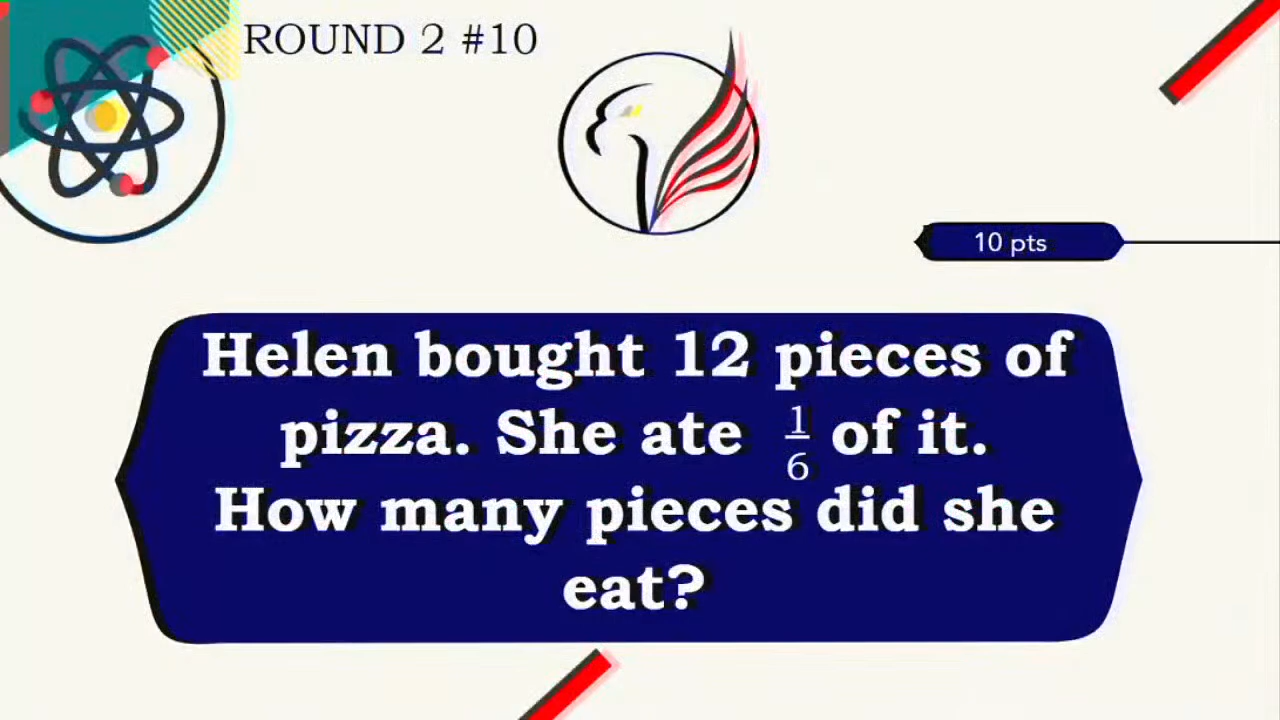 ROUND 2 #10
10 pts
Helen bought 12 pieces of
pizza. She ate 1/6 of it.
How many pieces did she
eat?